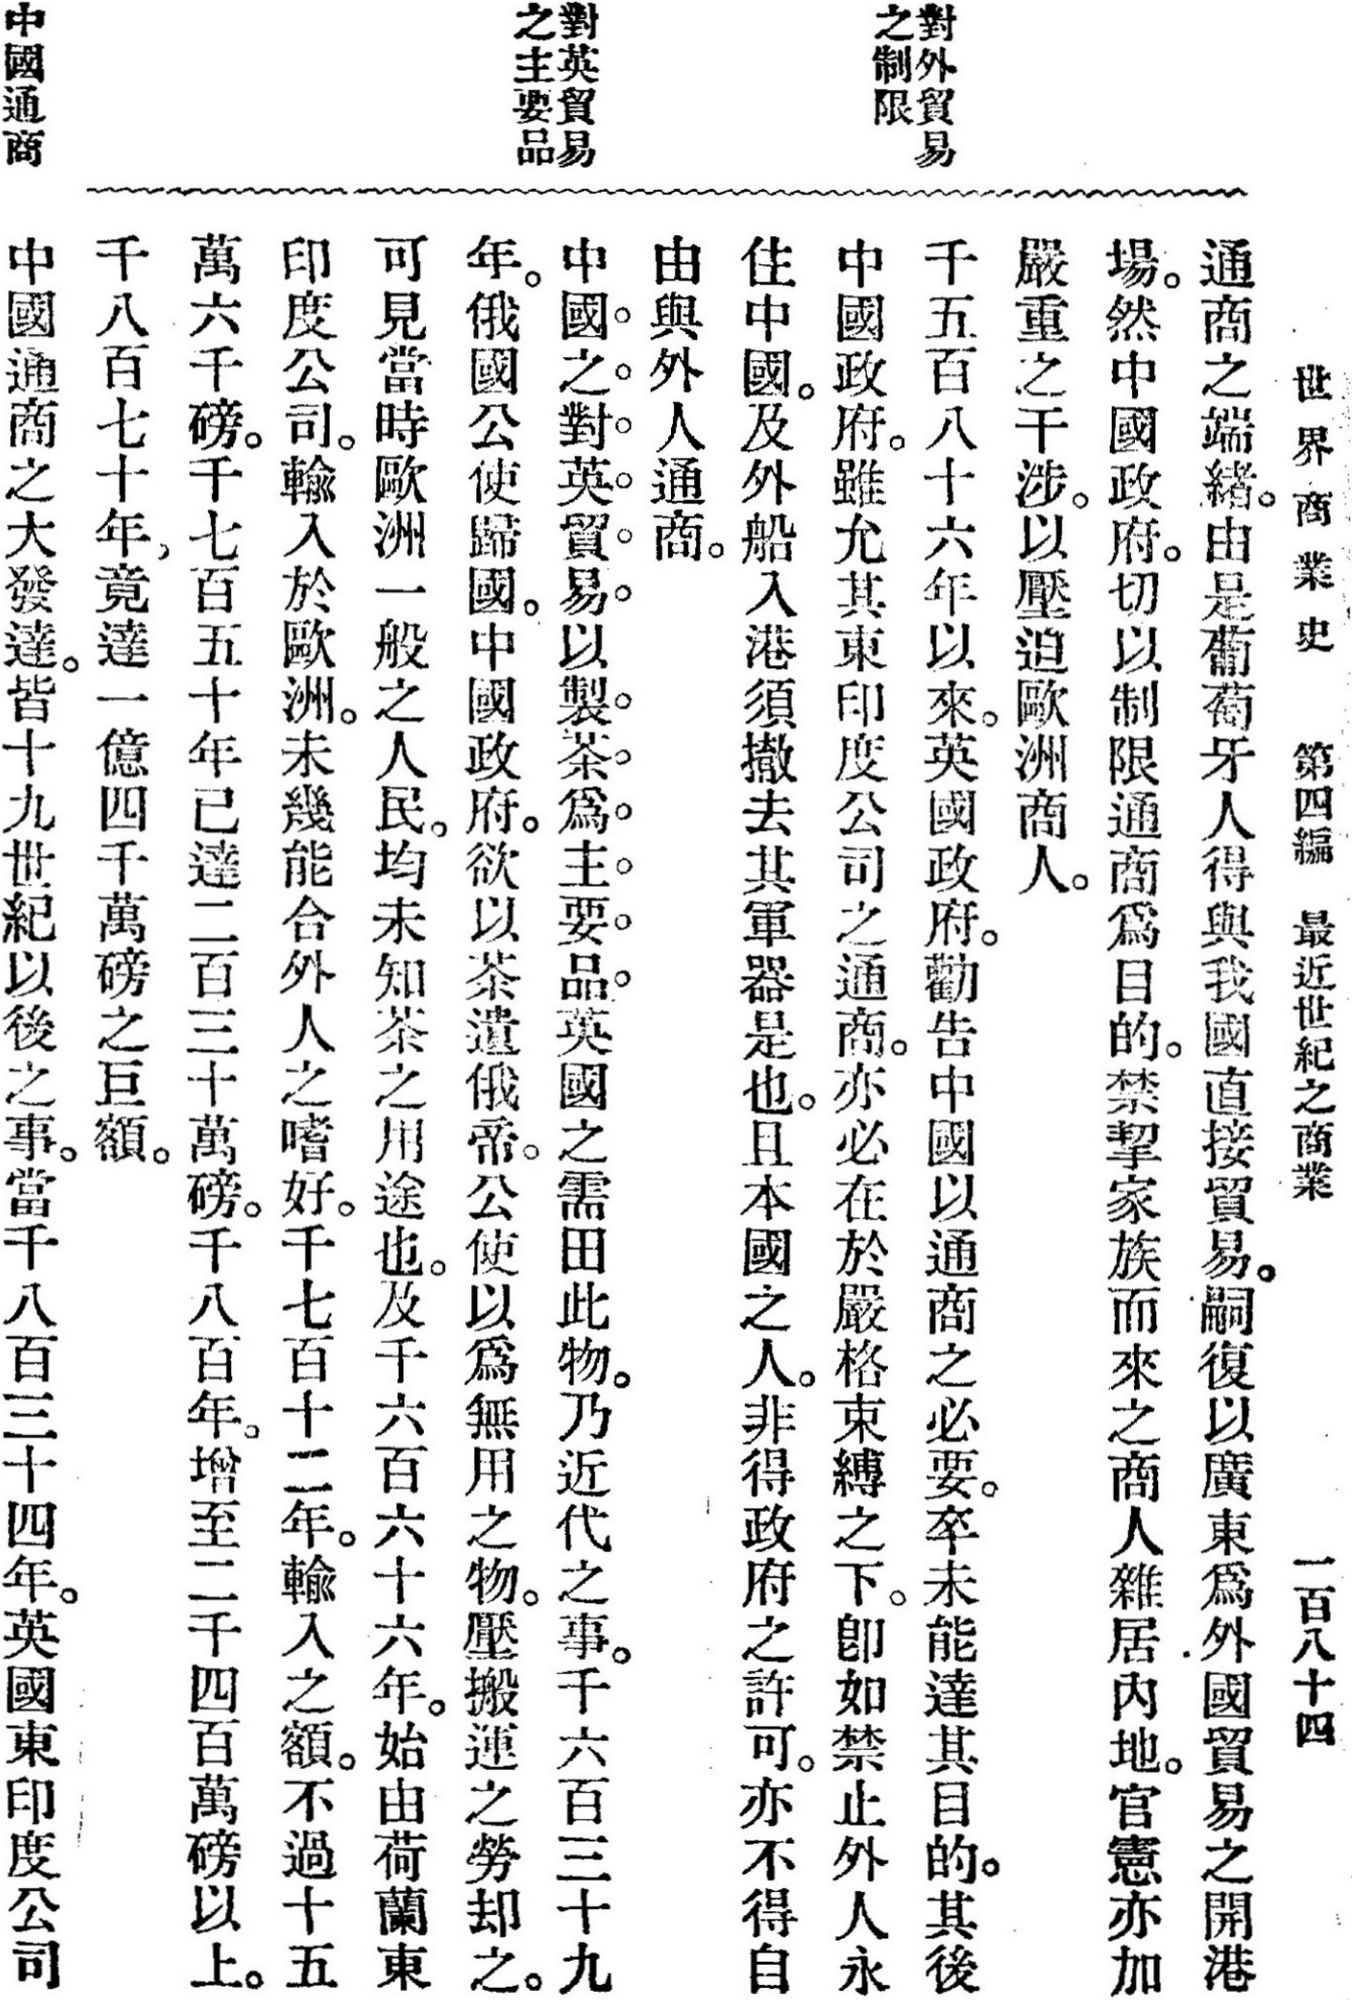 世界商業史　第四編　最近世紀之商業　一百八十四
通商之端緒。由是葡萄牙人得與我國直接貿易。嗣復以廣東爲外國貿易之開港
場。然中國政府。切以制限通商爲目的。禁挈家族而來之商人雜居內地。官憲亦加
嚴重之干涉。以壓迫歐洲商人。
對外貿易
之制限
千五百八十六年以來。英國政府。勸告中國以通商之必要。卒未能達其目的。其後
中國政府。雖允其東印度公司之通商。亦必在於嚴格束縛之下。卽如禁止外人永
住中國。及外船入港須撤去其軍器是也。且本國之人。非得政府之許可。亦不得自
由與外人通商。
對英貿易
之主要品
中國之對英貿易以製茶爲主要品英國之需田此物。乃近代之事。千六百三十九
年。俄國公使歸國。中國政府。欲以茶遣俄帝。公使以爲無用之物。壓搬運之勞却之。
可見當時歐洲一般之人民。均未知茶之用途也。及千六百六十六年。始由荷蘭東
印度公司。輸入於歐洲。未幾能合外人之嗜好。千七百十二年。輸入之額。不過十五
萬六千磅。千七百五十年已達二百三十萬磅。千八百年。增至二千四百萬磅以上。
千八百七十年，竟達一億四千萬磅之巨額。
中國通商
中國通商之大發達。皆十九世紀以後之事。當千八百三十四年。英國東印度公司